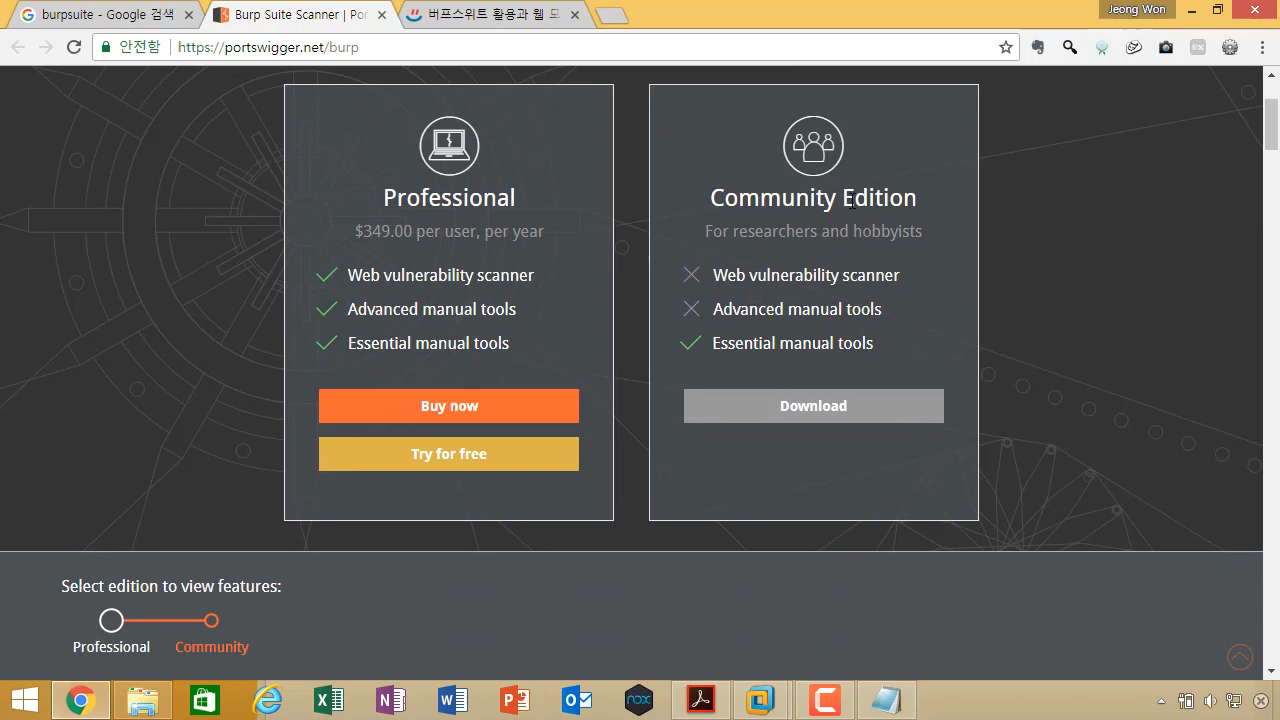 burpsuite - Google 검색
Burp Suite Scanner | Por
버프스위트 활용과 웹 모
Jeong Won
안전함
https://portswigger.net/burp
Professional
$349.00 per user, per year
Web vulnerability scanner
Advanced manual tools
Essential manual tools
Buy now
Try for free
Community Edition
For researchers and hobbyists
Web vulnerability scanner
Advanced manual tools
Essential manual tools
Download
Select edition to view features:
Professional
Community
nox